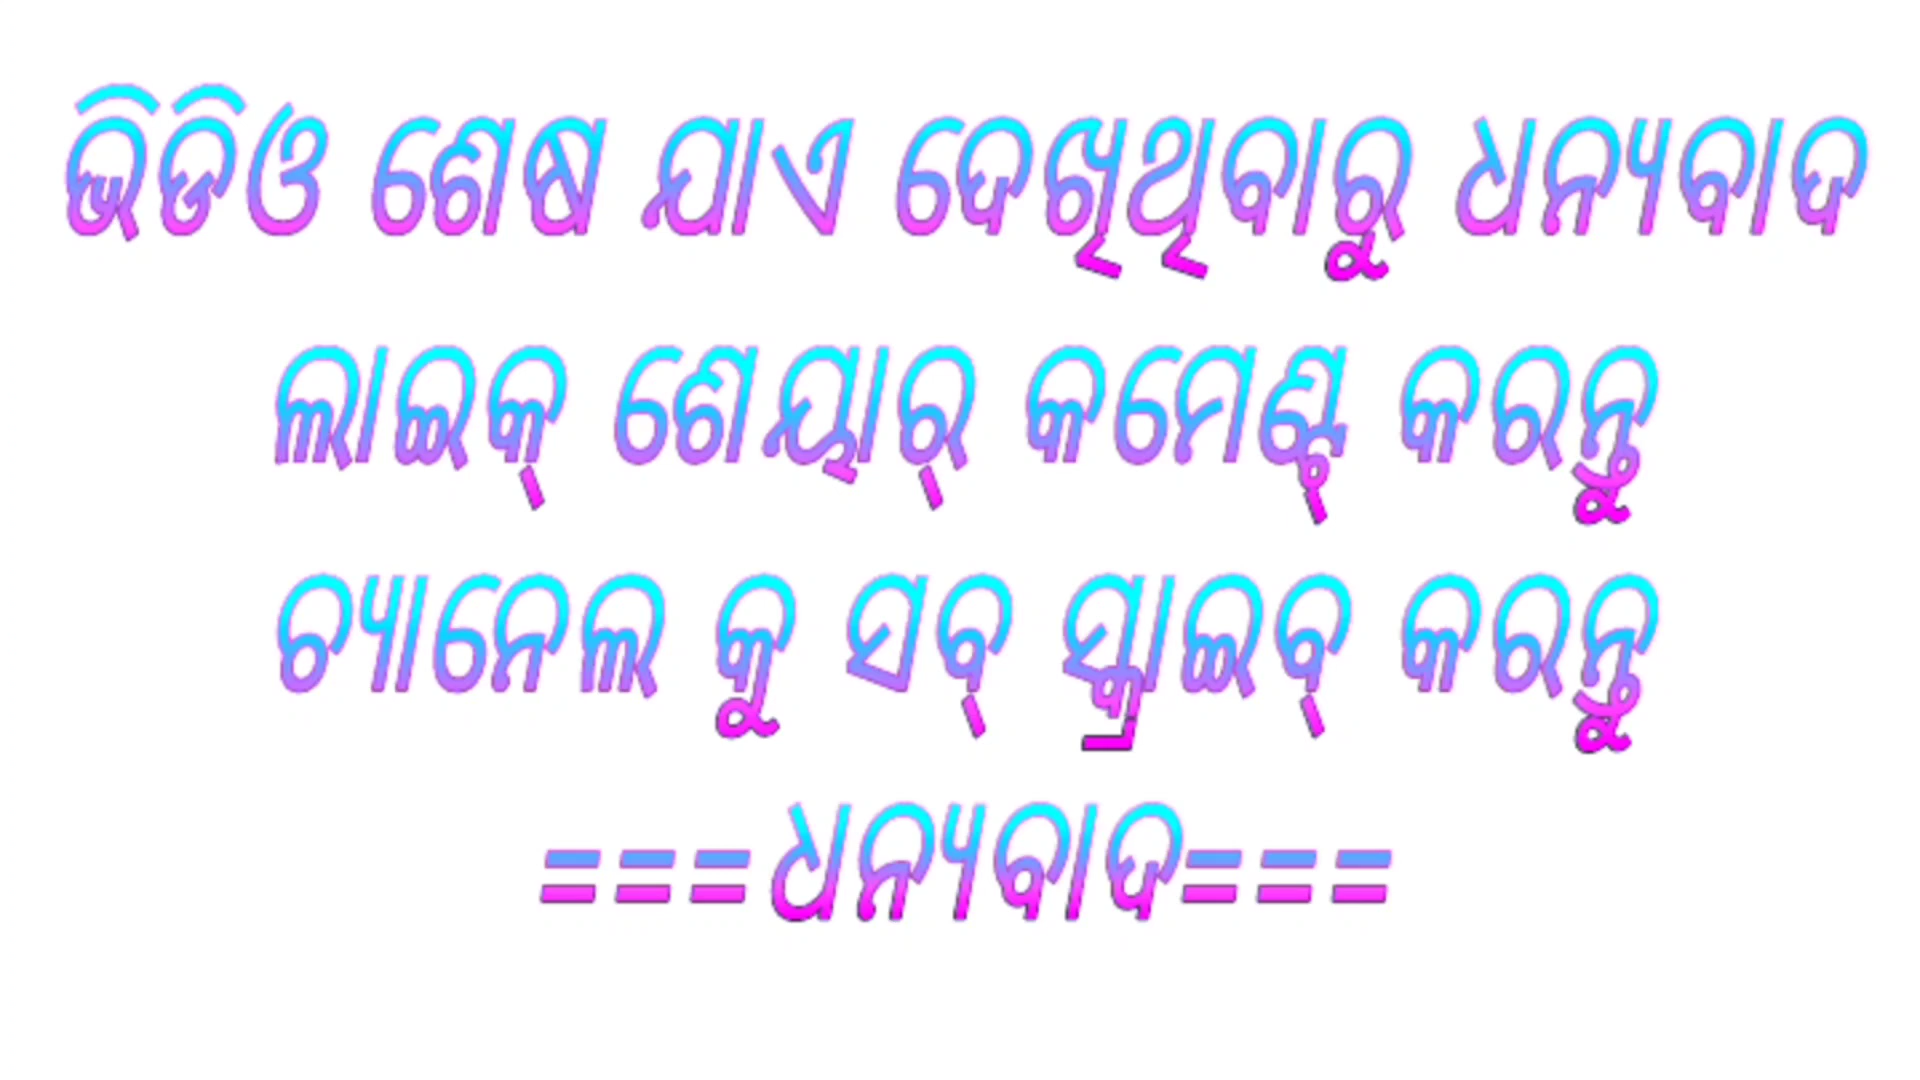 ଭିଡିଓ ଶେଷ ଯାଏ ଦେଖିଥିବାରୁ ଧନ୍ୟବାଦ
ଲାଇକ୍ ଶେୟାର୍ କମେଣ୍ଟ୍ କରନ୍ତୁ
ଚ୍ୟାନେଲ କୁ ସବ୍ ସ୍କ୍ରାଇବ୍ କରନ୍ତୁ
===ଧନ୍ୟବାଦ===